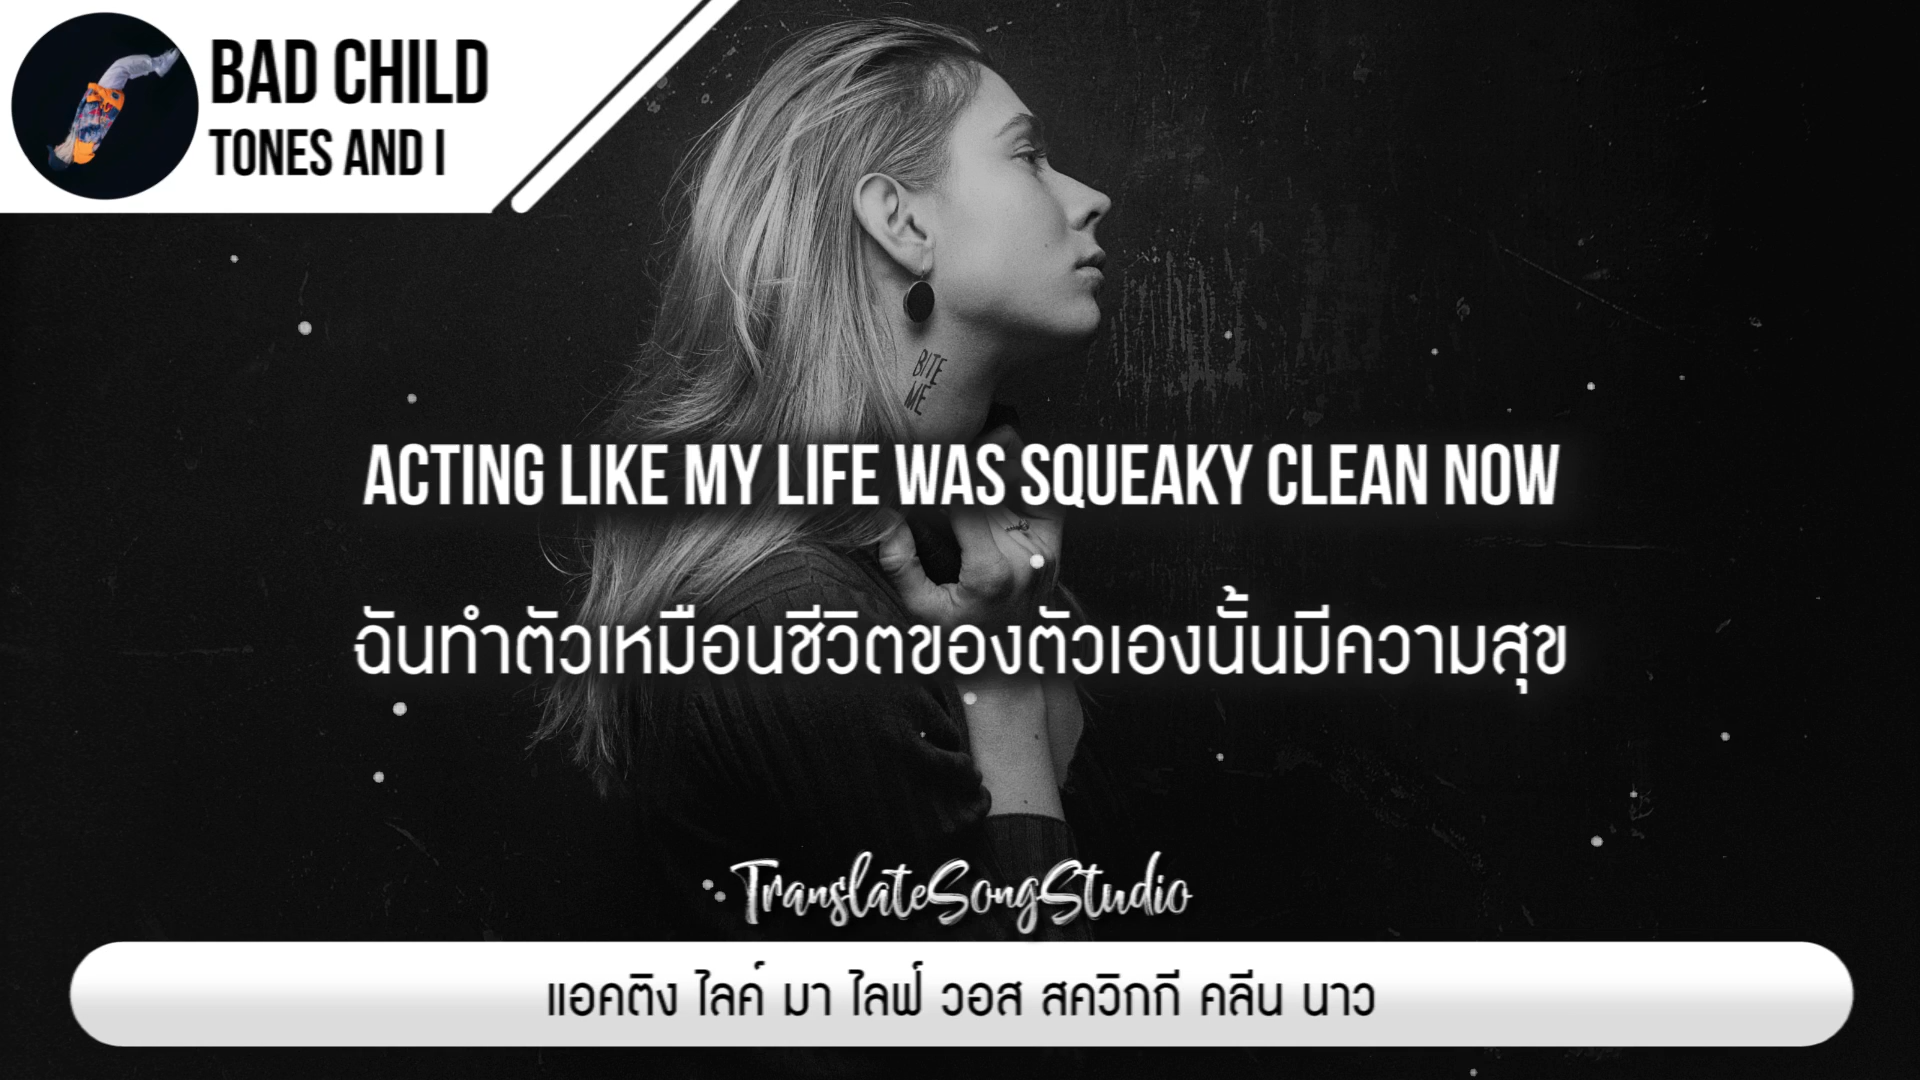 BAD CHILD
TONES AND I
BITE
ME
ACTING LIKE MY LIFE WAS SQUEAKY CLEAN NOW
ฉันทำตัวเหมือนชีวิตของตัวเองนั้นมีความสุข
TranslateSongStudio
แอคติง ไลค์ มา ไลฟ์ วอส สควิกกี คลีน นาว